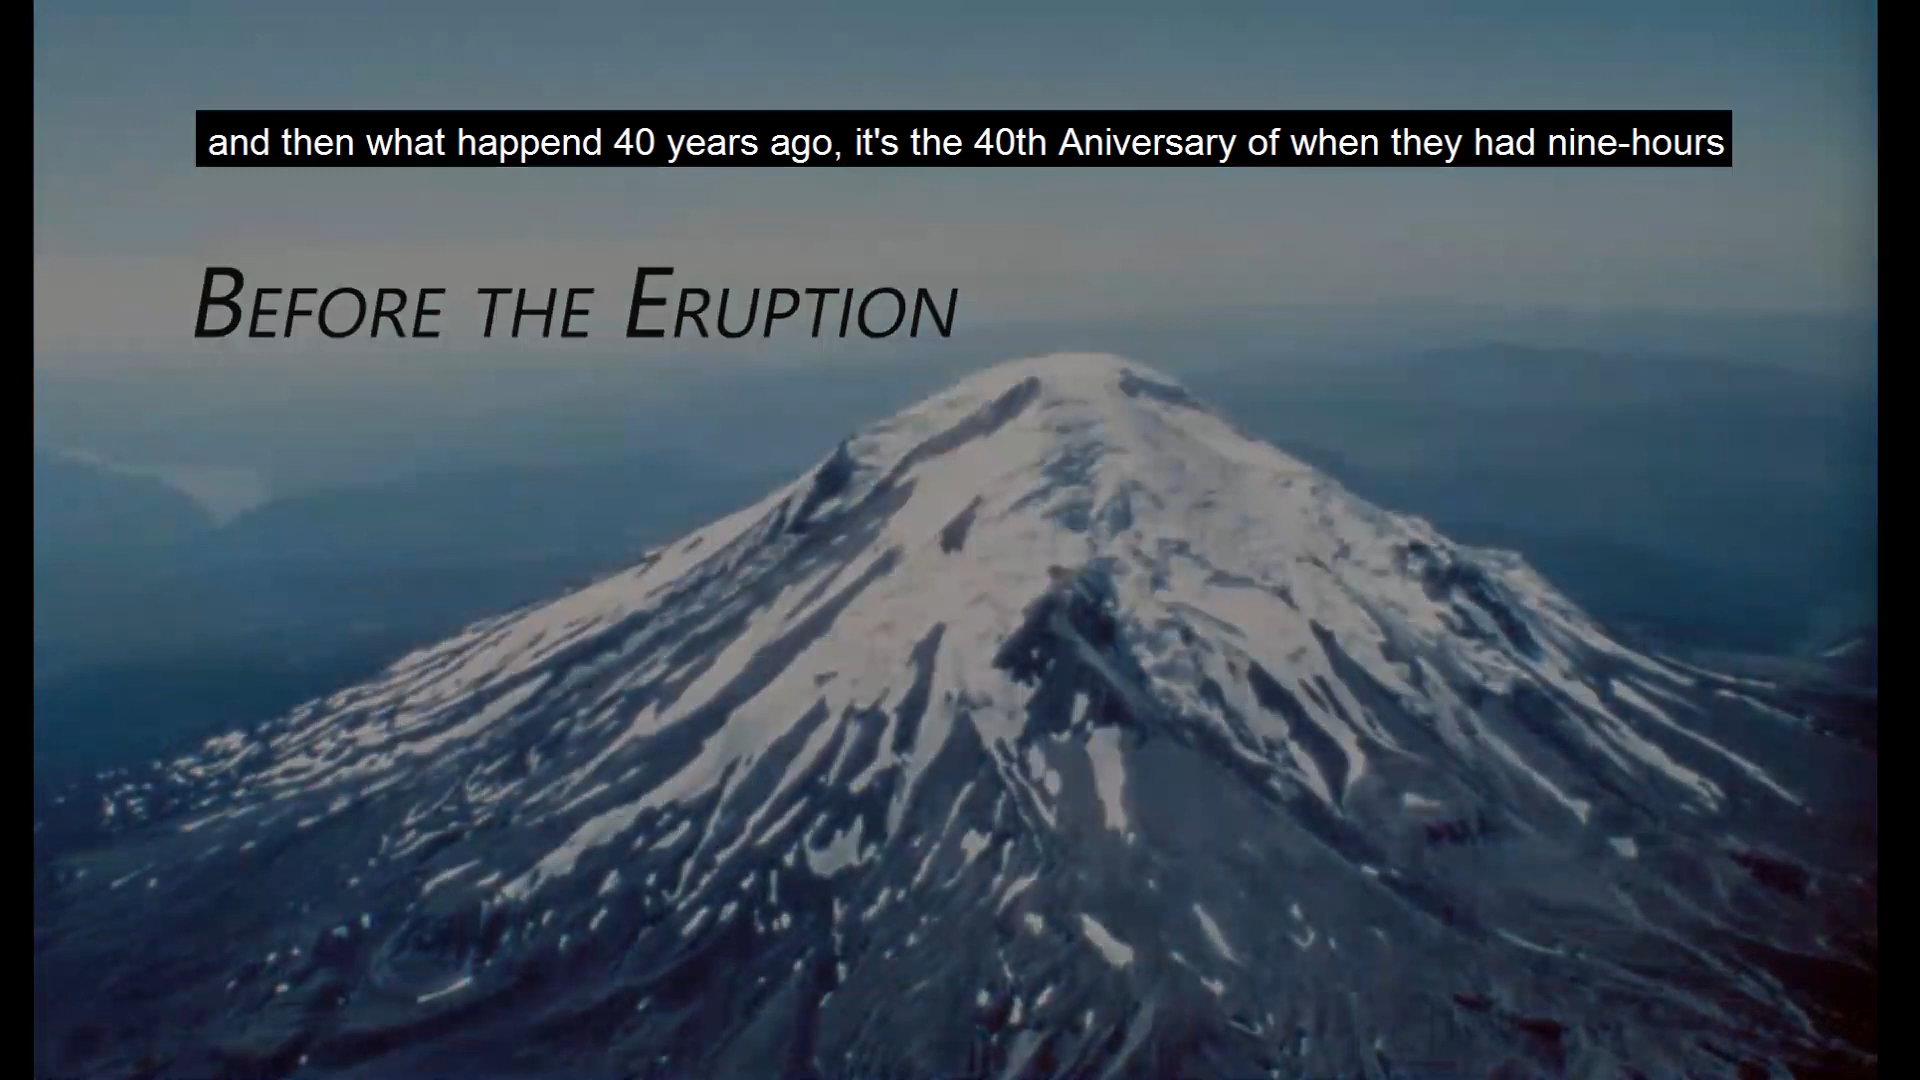 and then what happend 40 years ago, it's the 40th Aniversary of when they had nine-hours
BEFORE THE ERUPTION